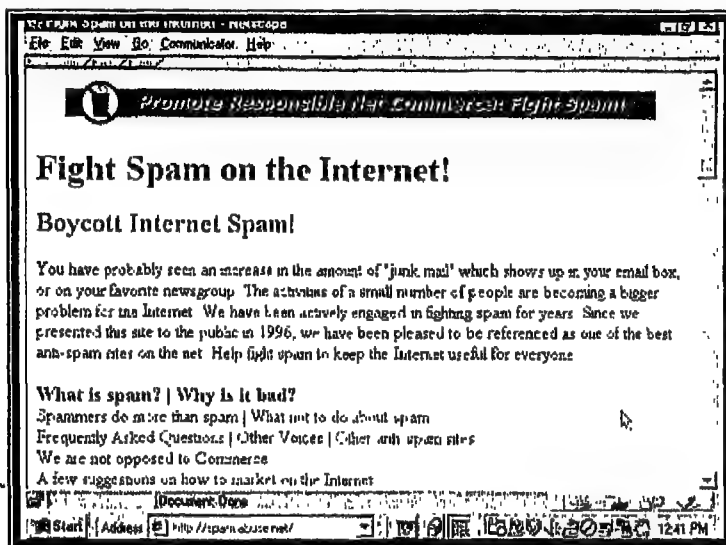 Fight Spam on the Internet - Netscape
File Edit View Go Communicator Help
Promote Responsible Net Commerce: Fight Spam!
Fight Spam on the Internet!
Boycott Internet Spam!
You have probably seen an increase in the amount of "junk mail" which shows up in your email box,
or on your favorite newsgroup. The activities of a small number of people are becoming a bigger
problem for the Internet. We have been actively engaged in fighting spam for years. Since we
presented this site to the public in 1996, we have been pleased to be referenced as one of the best
anti-spam sites on the net. Help fight spam to keep the Internet useful for everyone.
What is spam? | Why is it bad?
Spammers do more than spam | What not to do about spam
Frequently Asked Questions | Other Voices | Other anti-spam sites
We are not opposed to Commerce
A few suggestions on how to market on the Internet
Document: Done
Start Address http://spam.abuse.net/ 12:41 PM